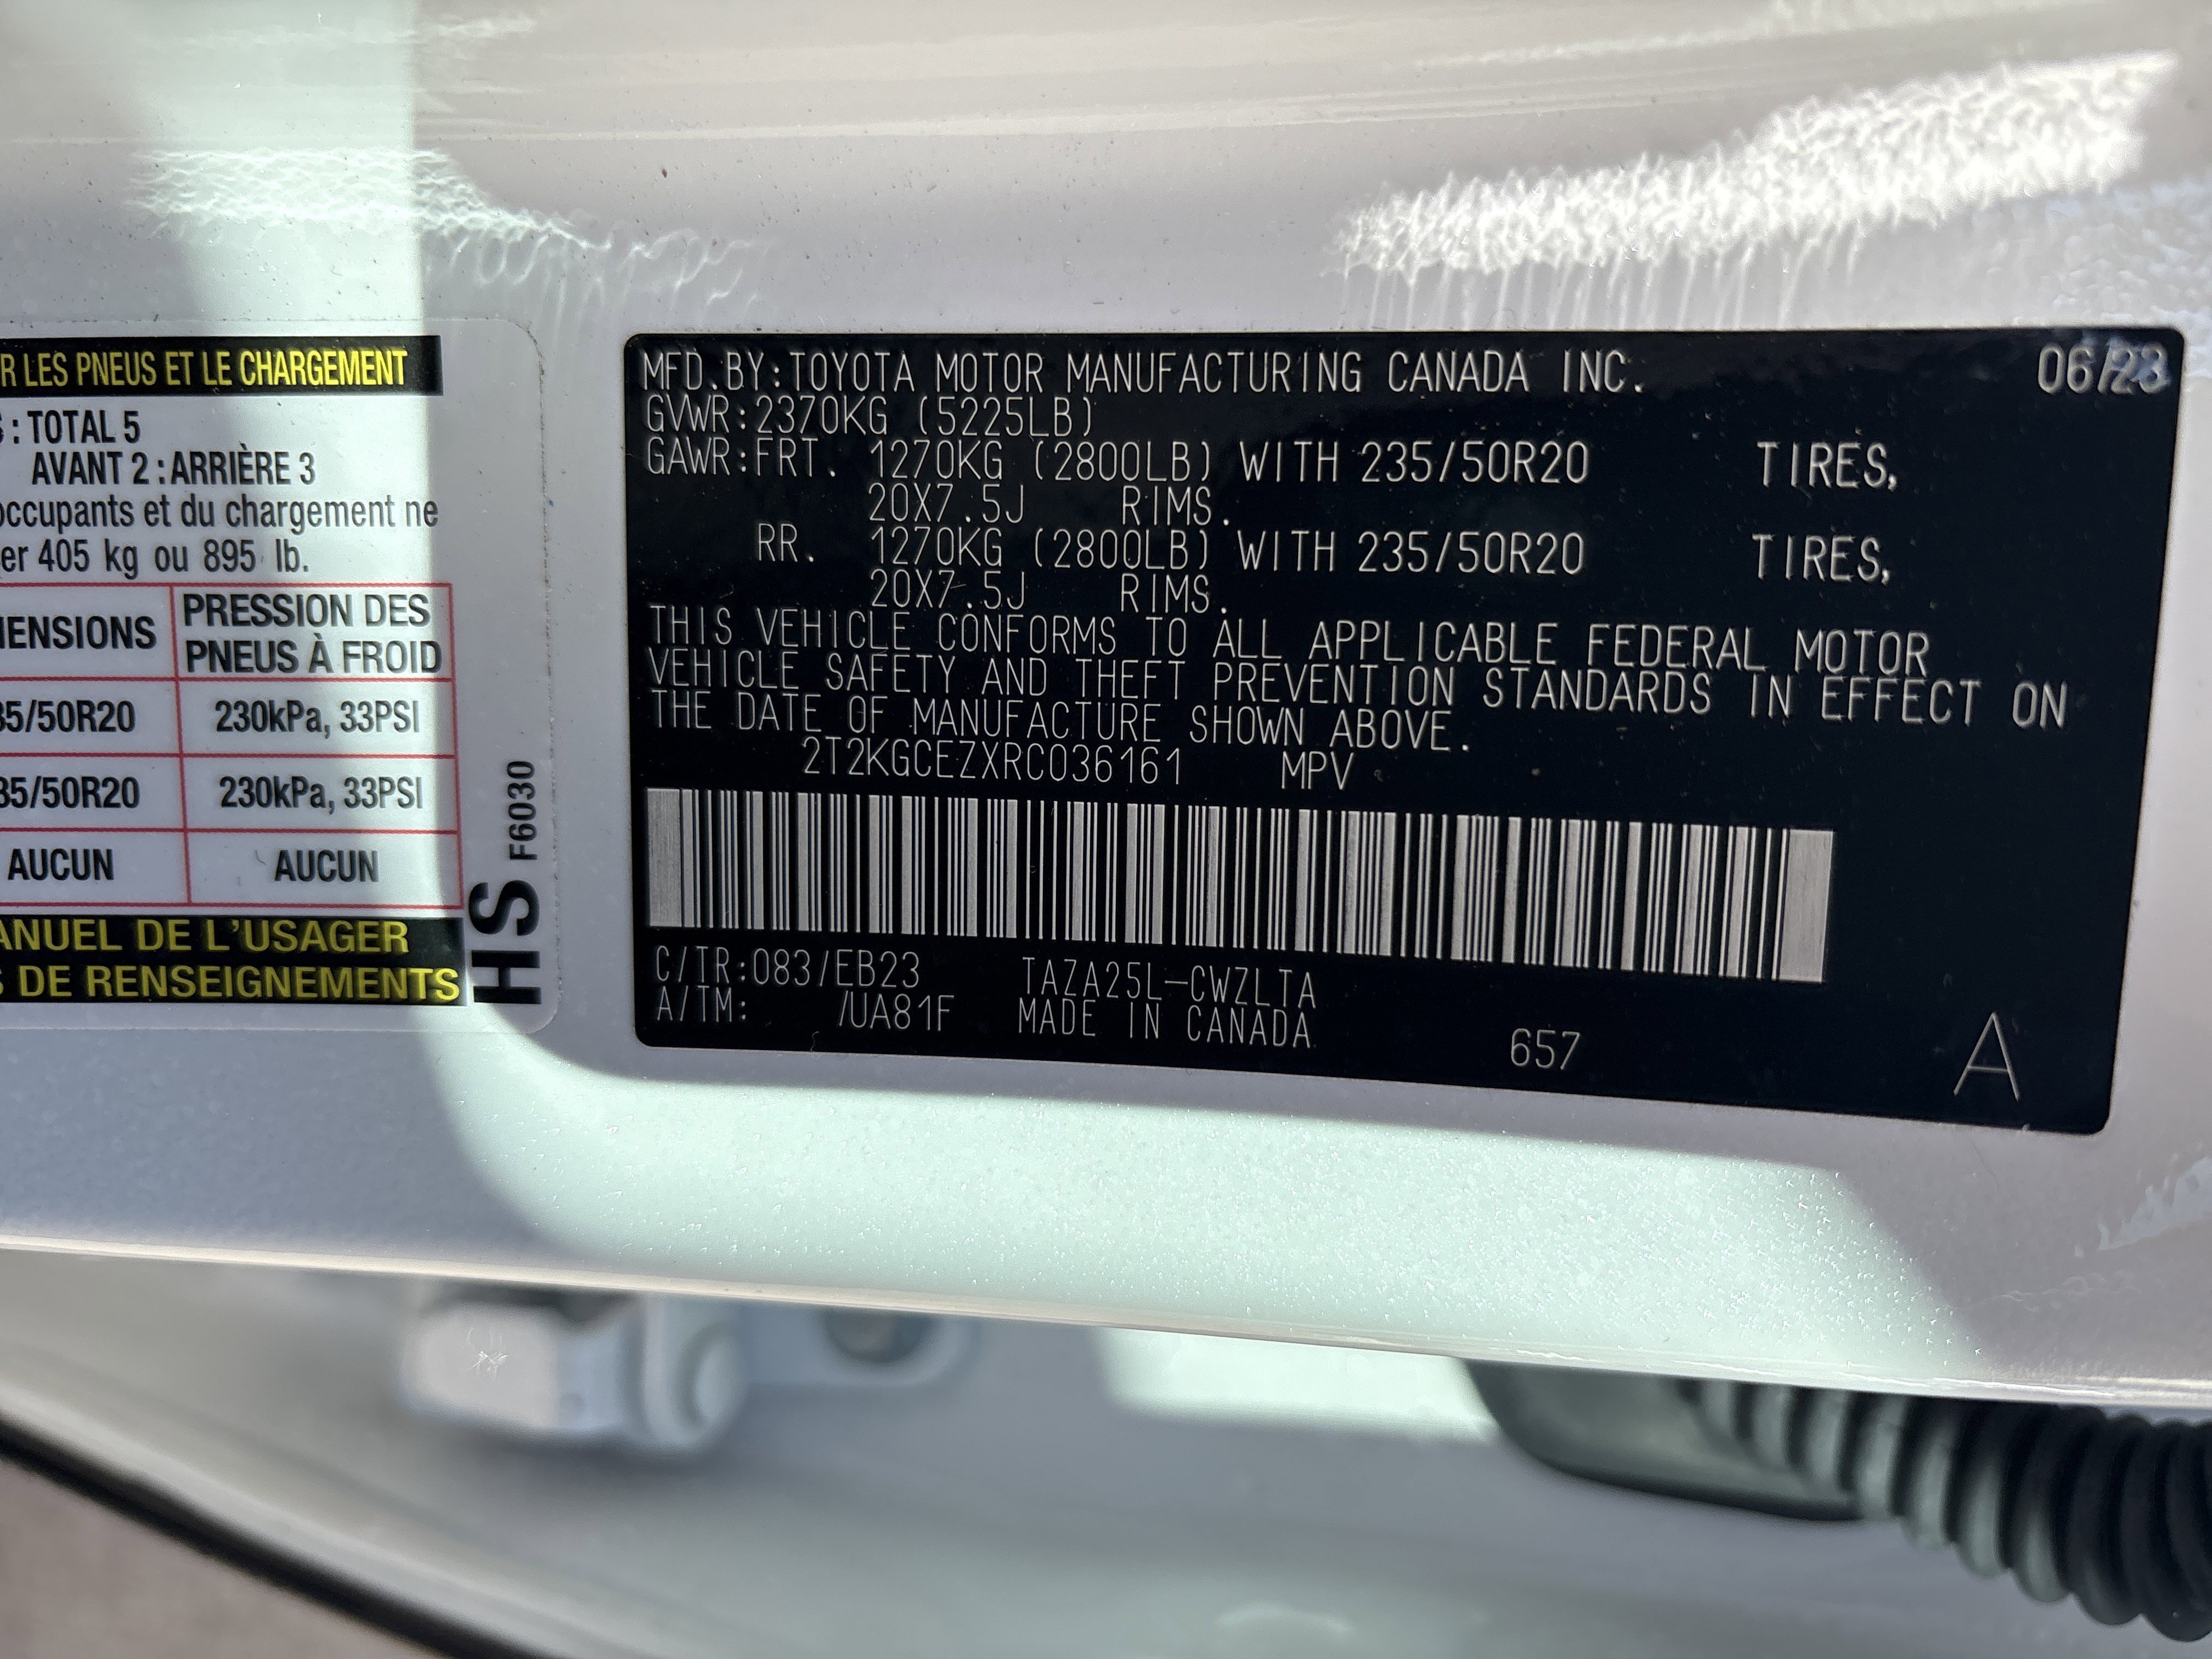 R LES PNEUS ET LE CHARGEMENT
: TOTAL 5
AVANT 2 : ARRIÈRE 3
occupants et du chargement ne
er 405 kg ou 895 lb.
ENSIONS PRESSION DES
PNEUS À FROID
35/50R20 230kPa, 33PSI
35/50R20 230kPa, 33PSI
AUCUN AUCUN
ANUEL DE L'USAGER
S DE RENSEIGNEMENTS
HS F6030
MFD.BY:TOYOTA MOTOR MANUFACTURING CANADA INC. 06/23
GVWR:2370KG (5225LB)
GAWR:FRT. 1270KG (2800LB) WITH 235/50R20 TIRES,
20X7.5J RIMS.
RR. 1270KG (2800LB) WITH 235/50R20 TIRES,
20X7.5J RIMS.
THIS VEHICLE CONFORMS TO ALL APPLICABLE FEDERAL MOTOR
VEHICLE SAFETY AND THEFT PREVENTION STANDARDS IN EFFECT ON
THE DATE OF MANUFACTURE SHOWN ABOVE.
2T2KGCEZXRC036161 MPV
C/TR:083/EB23 TAZA25L-CWZLTA
A/TM: /UA81F MADE IN CANADA
657
A